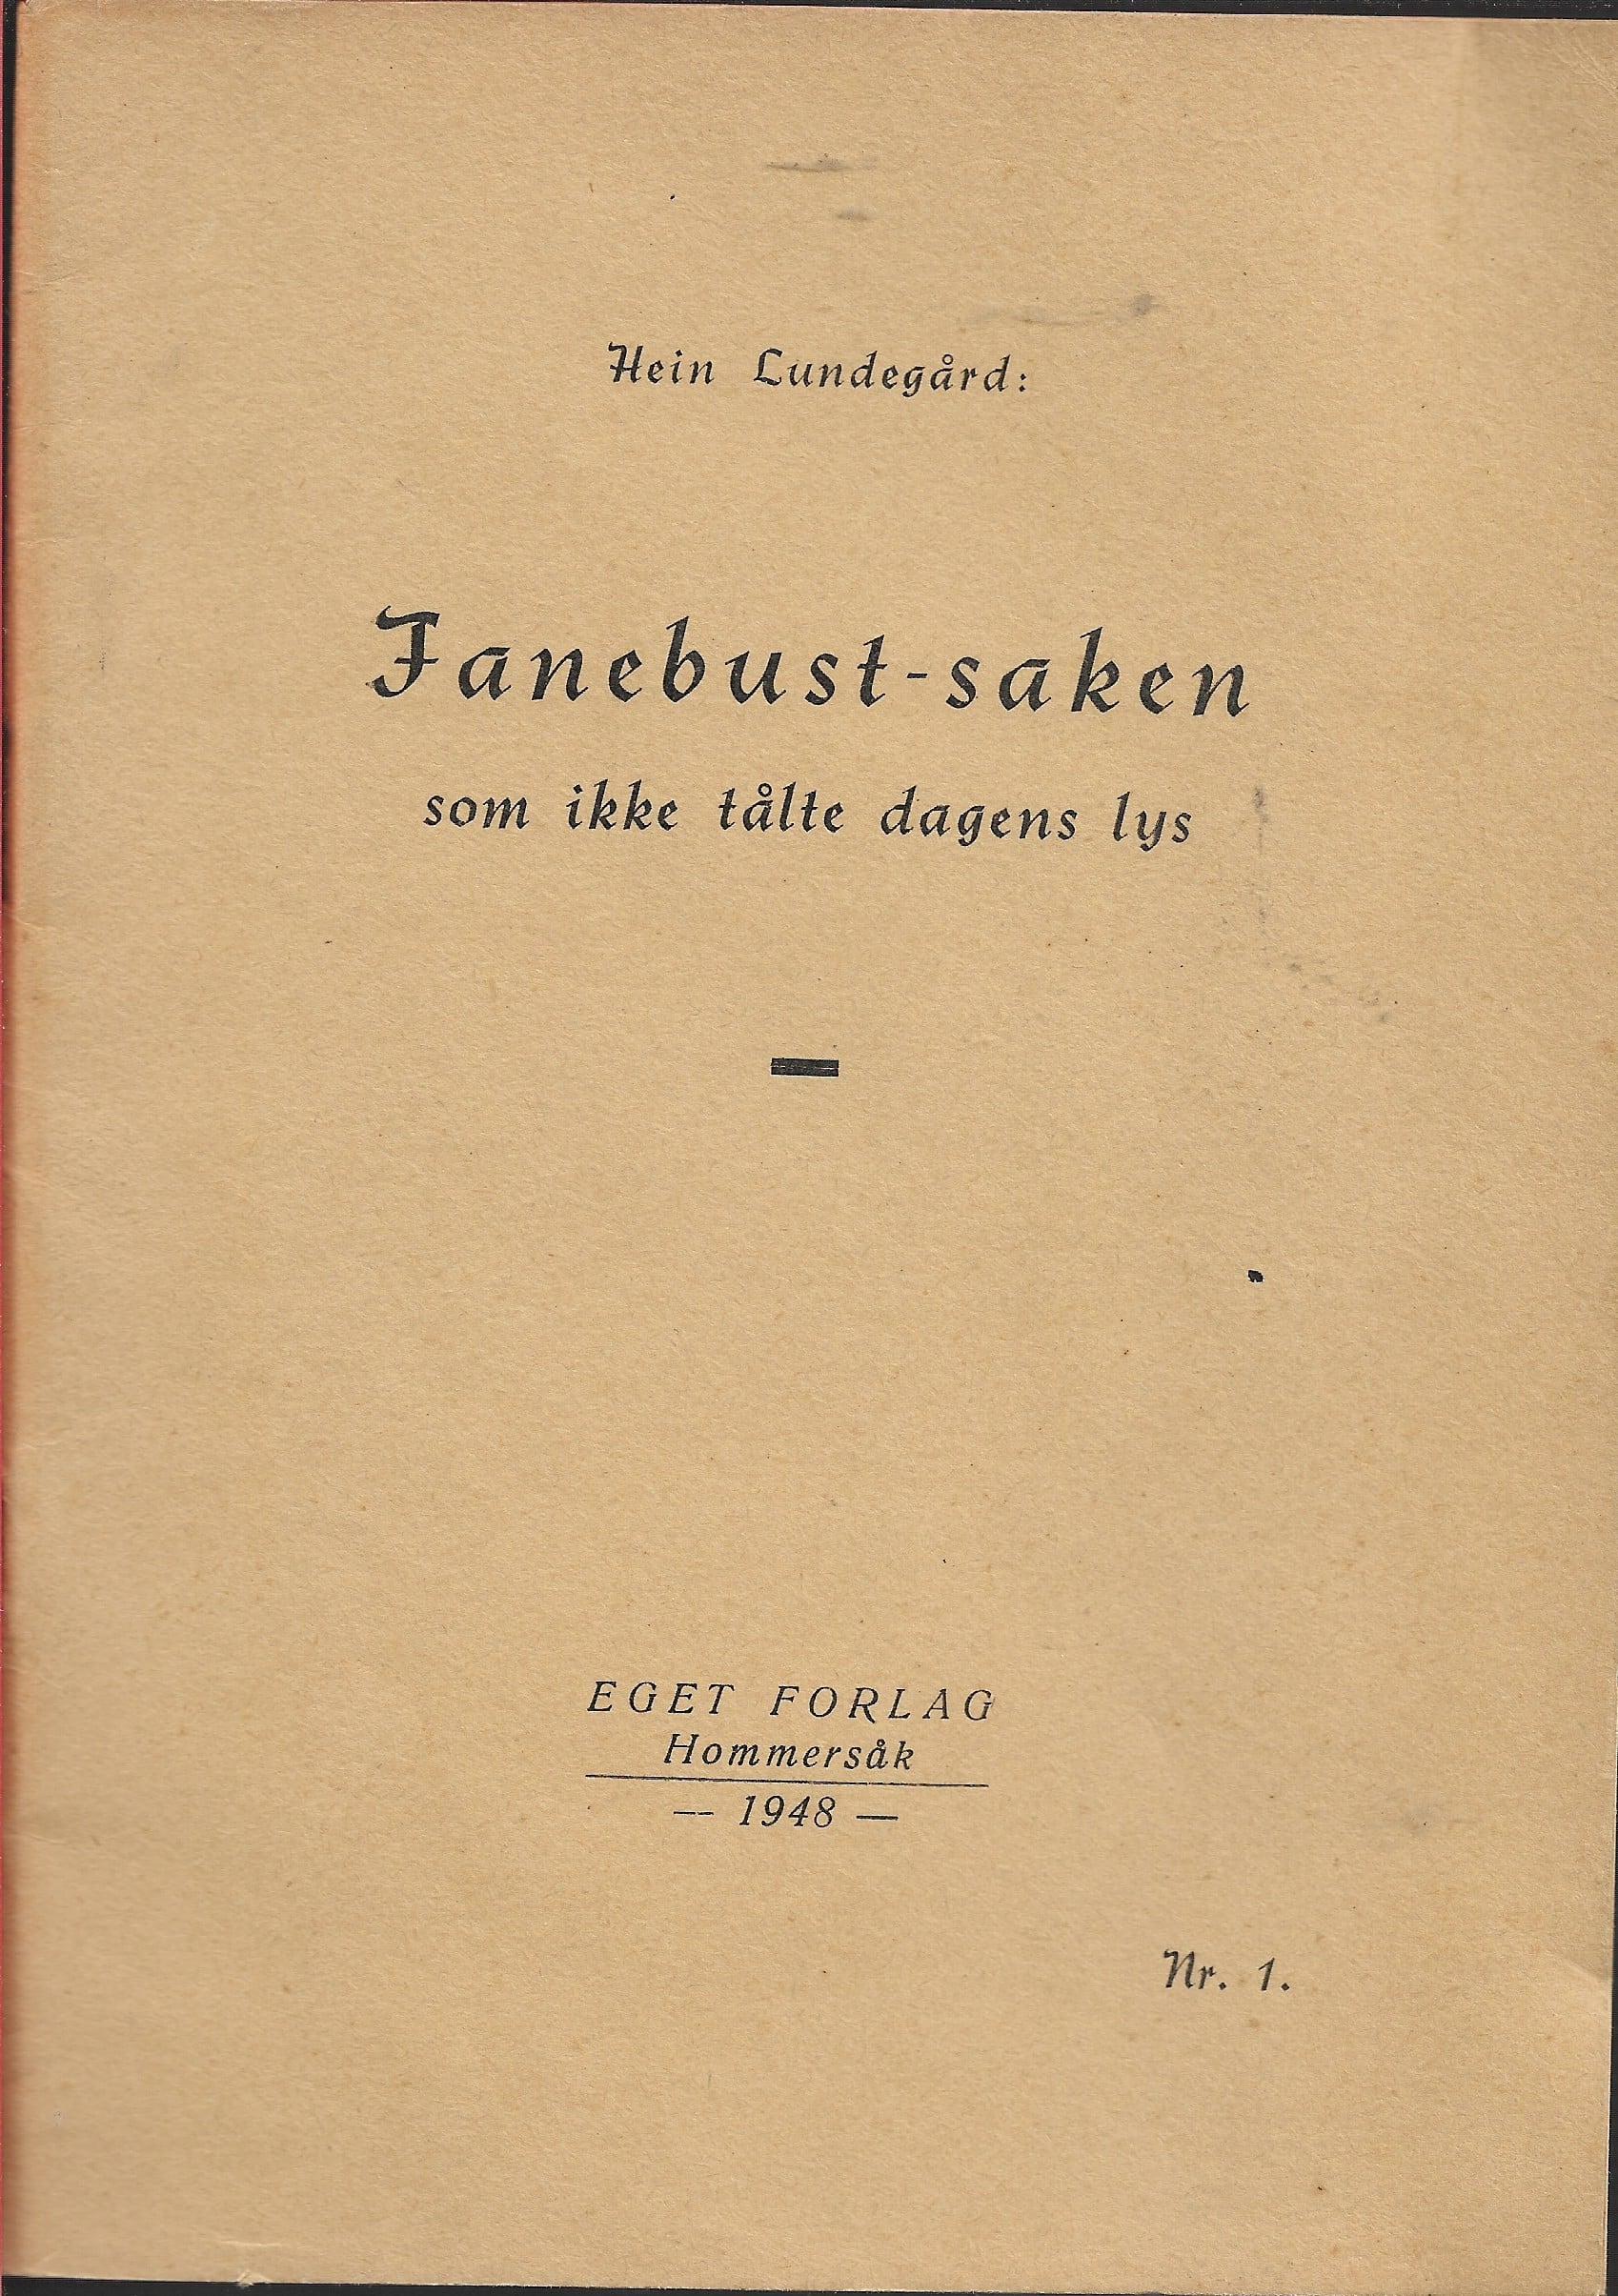 Hein Lundegård:
Fanebust-saken
som ikke tålte dagens lys
EGET FORLAG
Hommersåk
— 1948 —
Nr. 1.